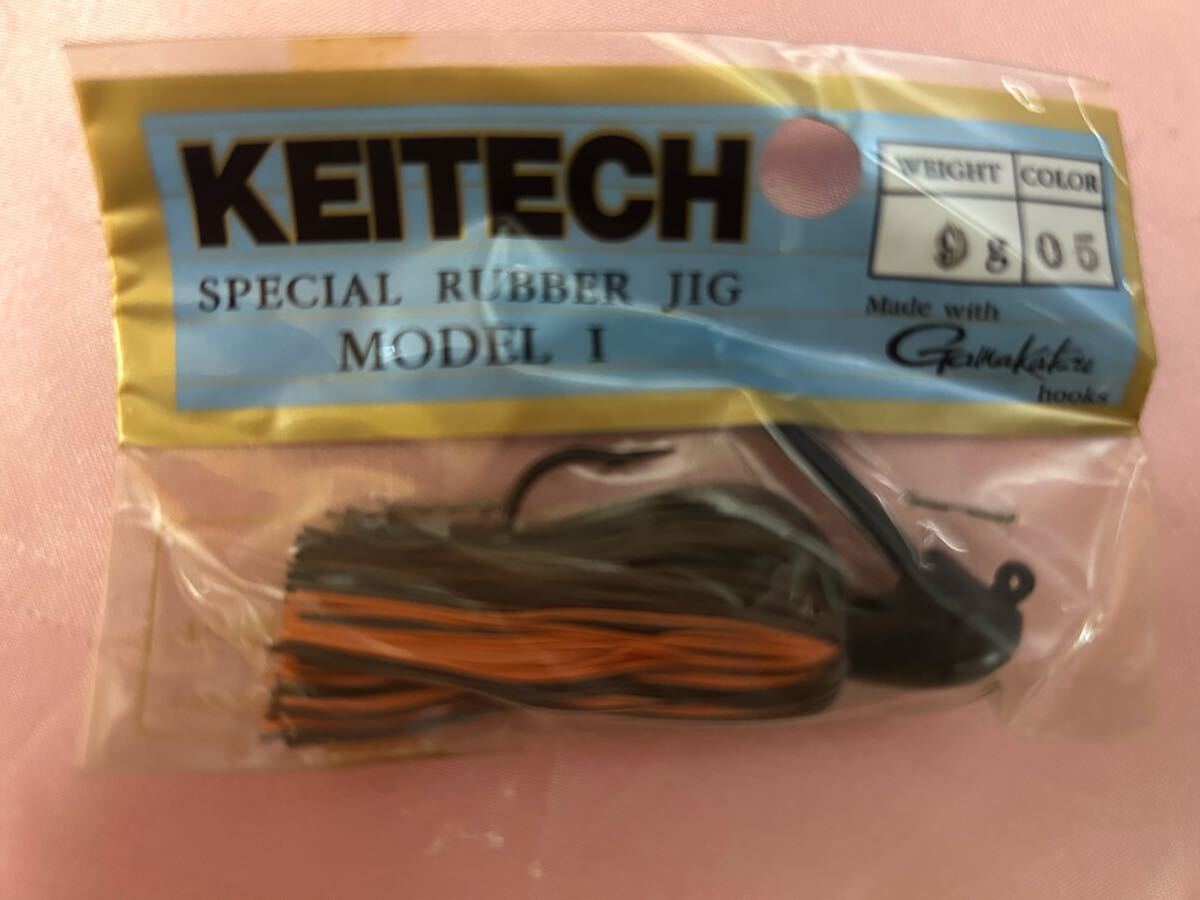 KEITECH
SPECIAL RUBBER JIG
MODEL I
WEIGHT COLOR
9g 05
Made with
Gamakatsu
hooks